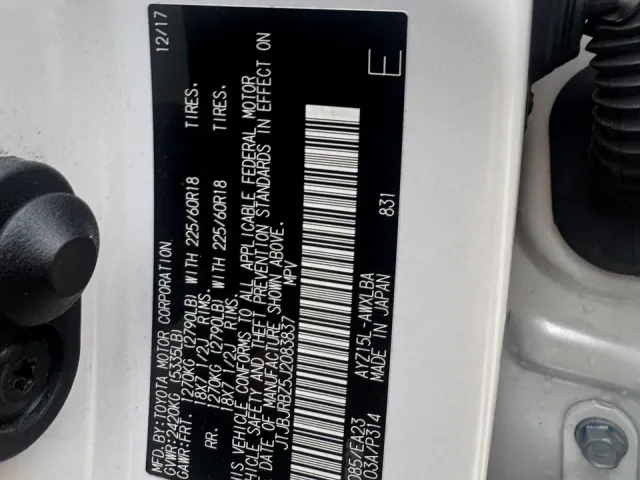 MFD.BY:TOYOTA MOTOR CORPORATION 12/17
GVWR:2420KG (5335LB)
GAWR:FRT. 1270KG (2790LB) WITH 225/60R18 TIRES.
18X7 1/2J RIMS.
RR. 1270KG (2790LB) WITH 225/60R18 TIRES.
18X7 1/2J RIMS.
THIS VEHICLE CONFORMS TO ALL APPLICABLE FEDERAL MOTOR
VEHICLE SAFETY AND THEFT PREVENTION STANDARDS IN EFFECT ON
DATE OF MANUFACTURE SHOWN ABOVE.
JTJBJRBZ5J2083837 MPV
085/EA23 AYZ15L-AWXLBA 831
03A/P314 MADE IN JAPAN
E